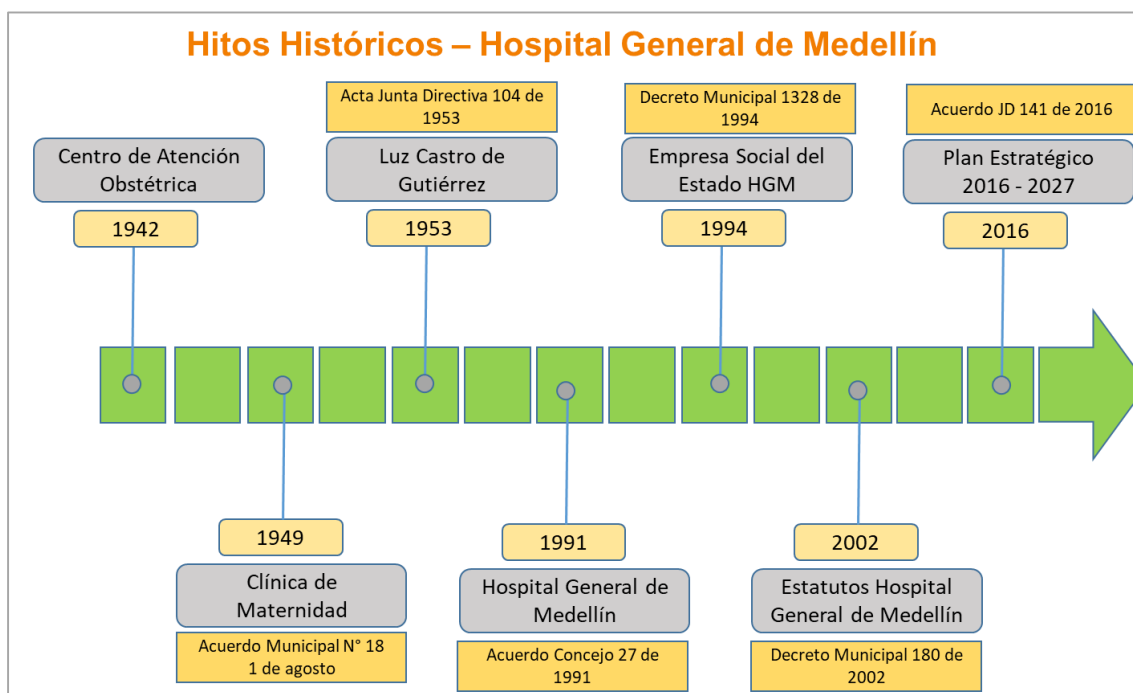 Hitos Históricos – Hospital General de Medellín
Acta Junta Directiva 104 de
1953
Decreto Municipal 1328 de
1994
Acuerdo JD 141 de 2016
Centro de Atención
Obstétrica
Luz Castro de
Gutiérrez
Empresa Social del
Estado HGM
Plan Estratégico
2016 - 2027
1942
1953
1994
2016
1949
1991
2002
Clínica de
Maternidad
Hospital General de
Medellín
Estatutos Hospital
General de Medellín
Acuerdo Municipal N° 18
1 de agosto
Acuerdo Concejo 27 de
1991
Decreto Municipal 180 de
2002